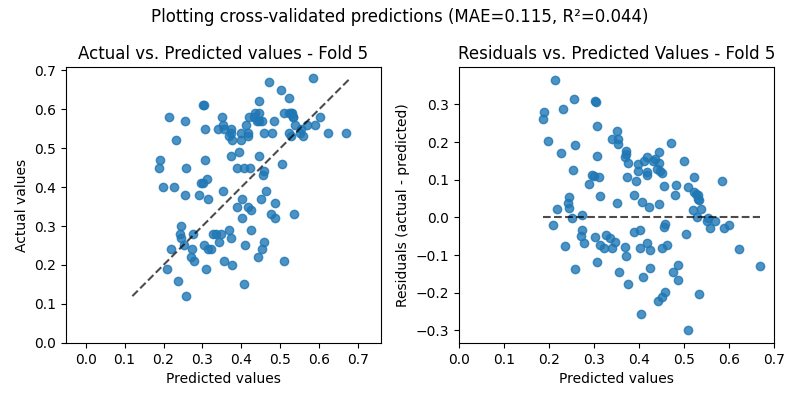 Plotting cross-validated predictions (MAE=0.115, R²=0.044)
Actual vs. Predicted values - Fold 5
Actual values
0.7
0.6
0.5
0.4
0.3
0.2
0.1
0.0
0.0 0.1 0.2 0.3 0.4 0.5 0.6 0.7
Predicted values
Residuals vs. Predicted Values - Fold 5
Residuals (actual - predicted)
0.3
0.2
0.1
0.0
−0.1
−0.2
−0.3
0.0 0.1 0.2 0.3 0.4 0.5 0.6 0.7
Predicted values